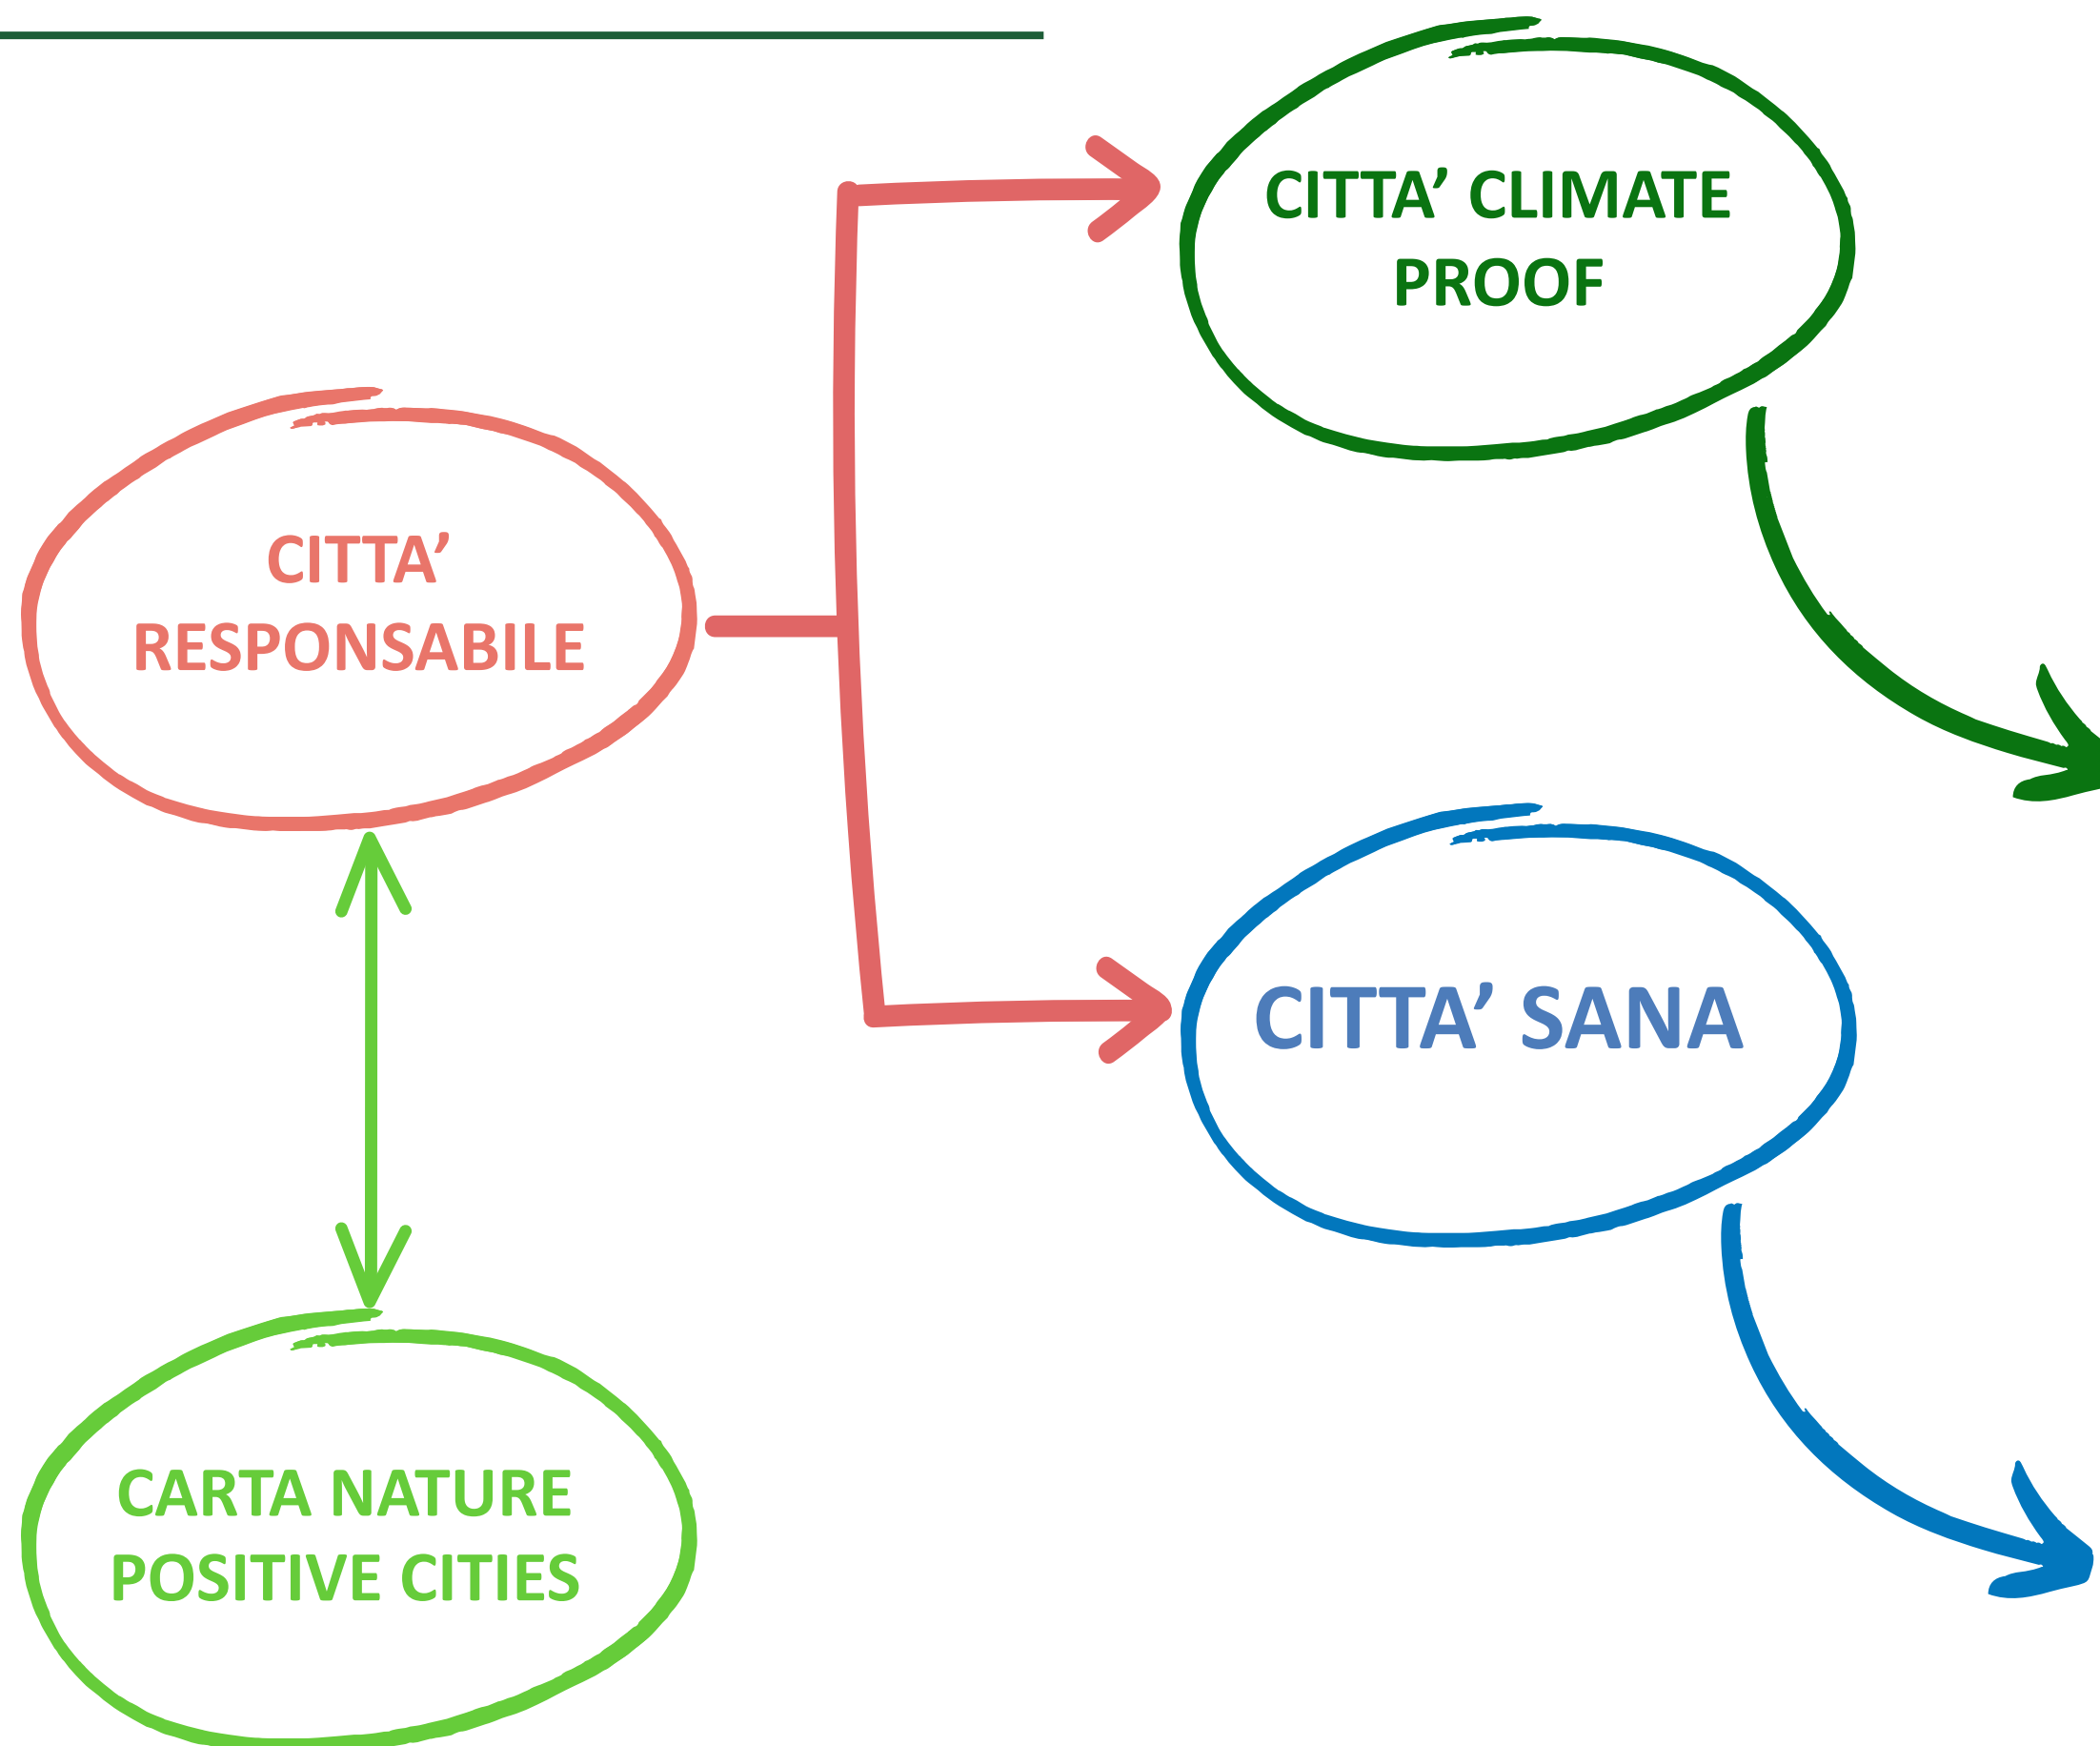 CITTA’ CLIMATE
PROOF
CITTA’
RESPONSABILE
CITTA’ SANA
CARTA NATURE
POSITIVE CITIES